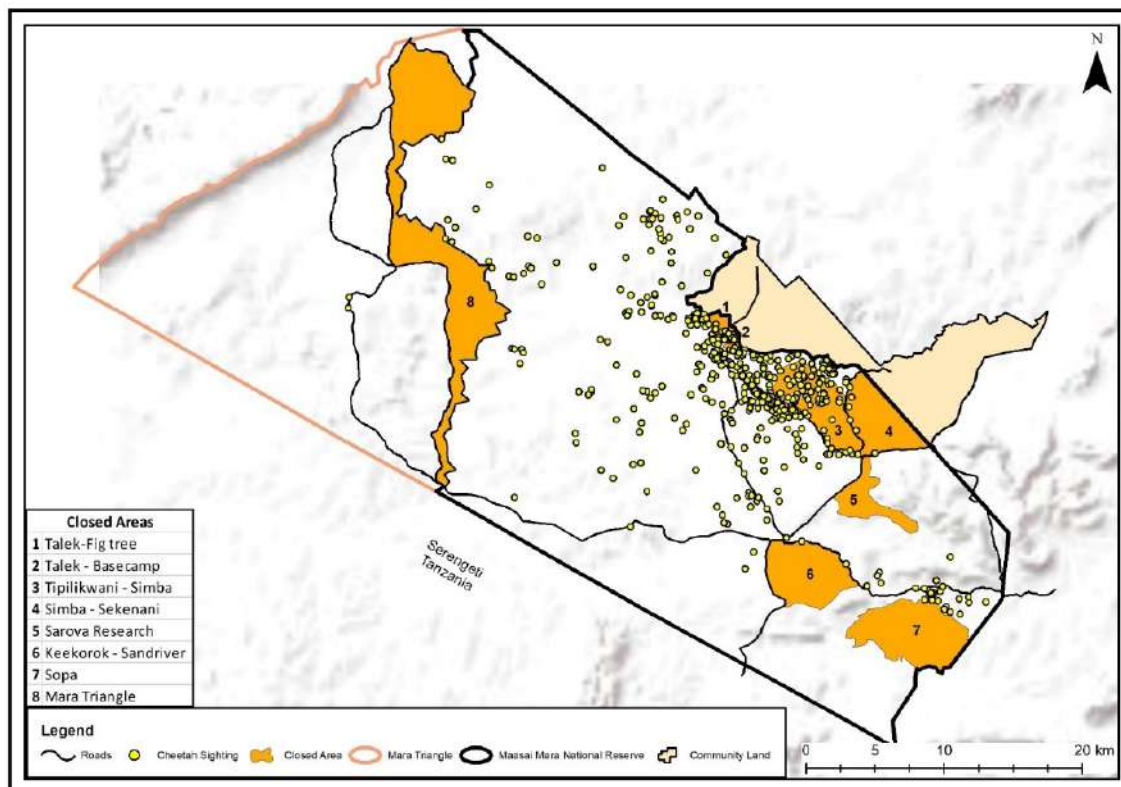 N
8
1
2
3
4
5
6
7
Serengeti
Tanzania
Closed Areas
1 Talek-Fig tree
2 Talek - Basecamp
3 Tipilikwani - Simba
4 Simba - Sekenani
5 Sarova Research
6 Keekorok - Sandriver
7 Sopa
8 Mara Triangle
Legend
Roads Cheetah Sighting Closed Area Mara Triangle Maasai Mara National Reserve Community Land
0 5 10 20 km